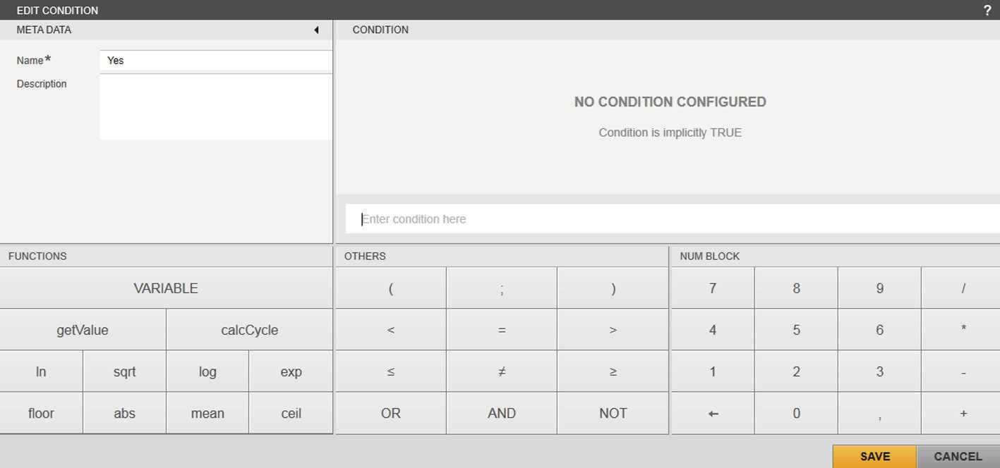 EDIT CONDITION ?
META DATA
Name*
Yes
Description
CONDITION
NO CONDITION CONFIGURED
Condition is implicitly TRUE
Enter condition here
FUNCTIONS
VARIABLE
getValue calcCycle
ln sqrt log exp
floor abs mean ceil
OTHERS
( ; )
< = >
≤ ≠ ≥
OR AND NOT
NUM BLOCK
7 8 9 /
4 5 6 *
1 2 3 -
← 0 , +
SAVE CANCEL